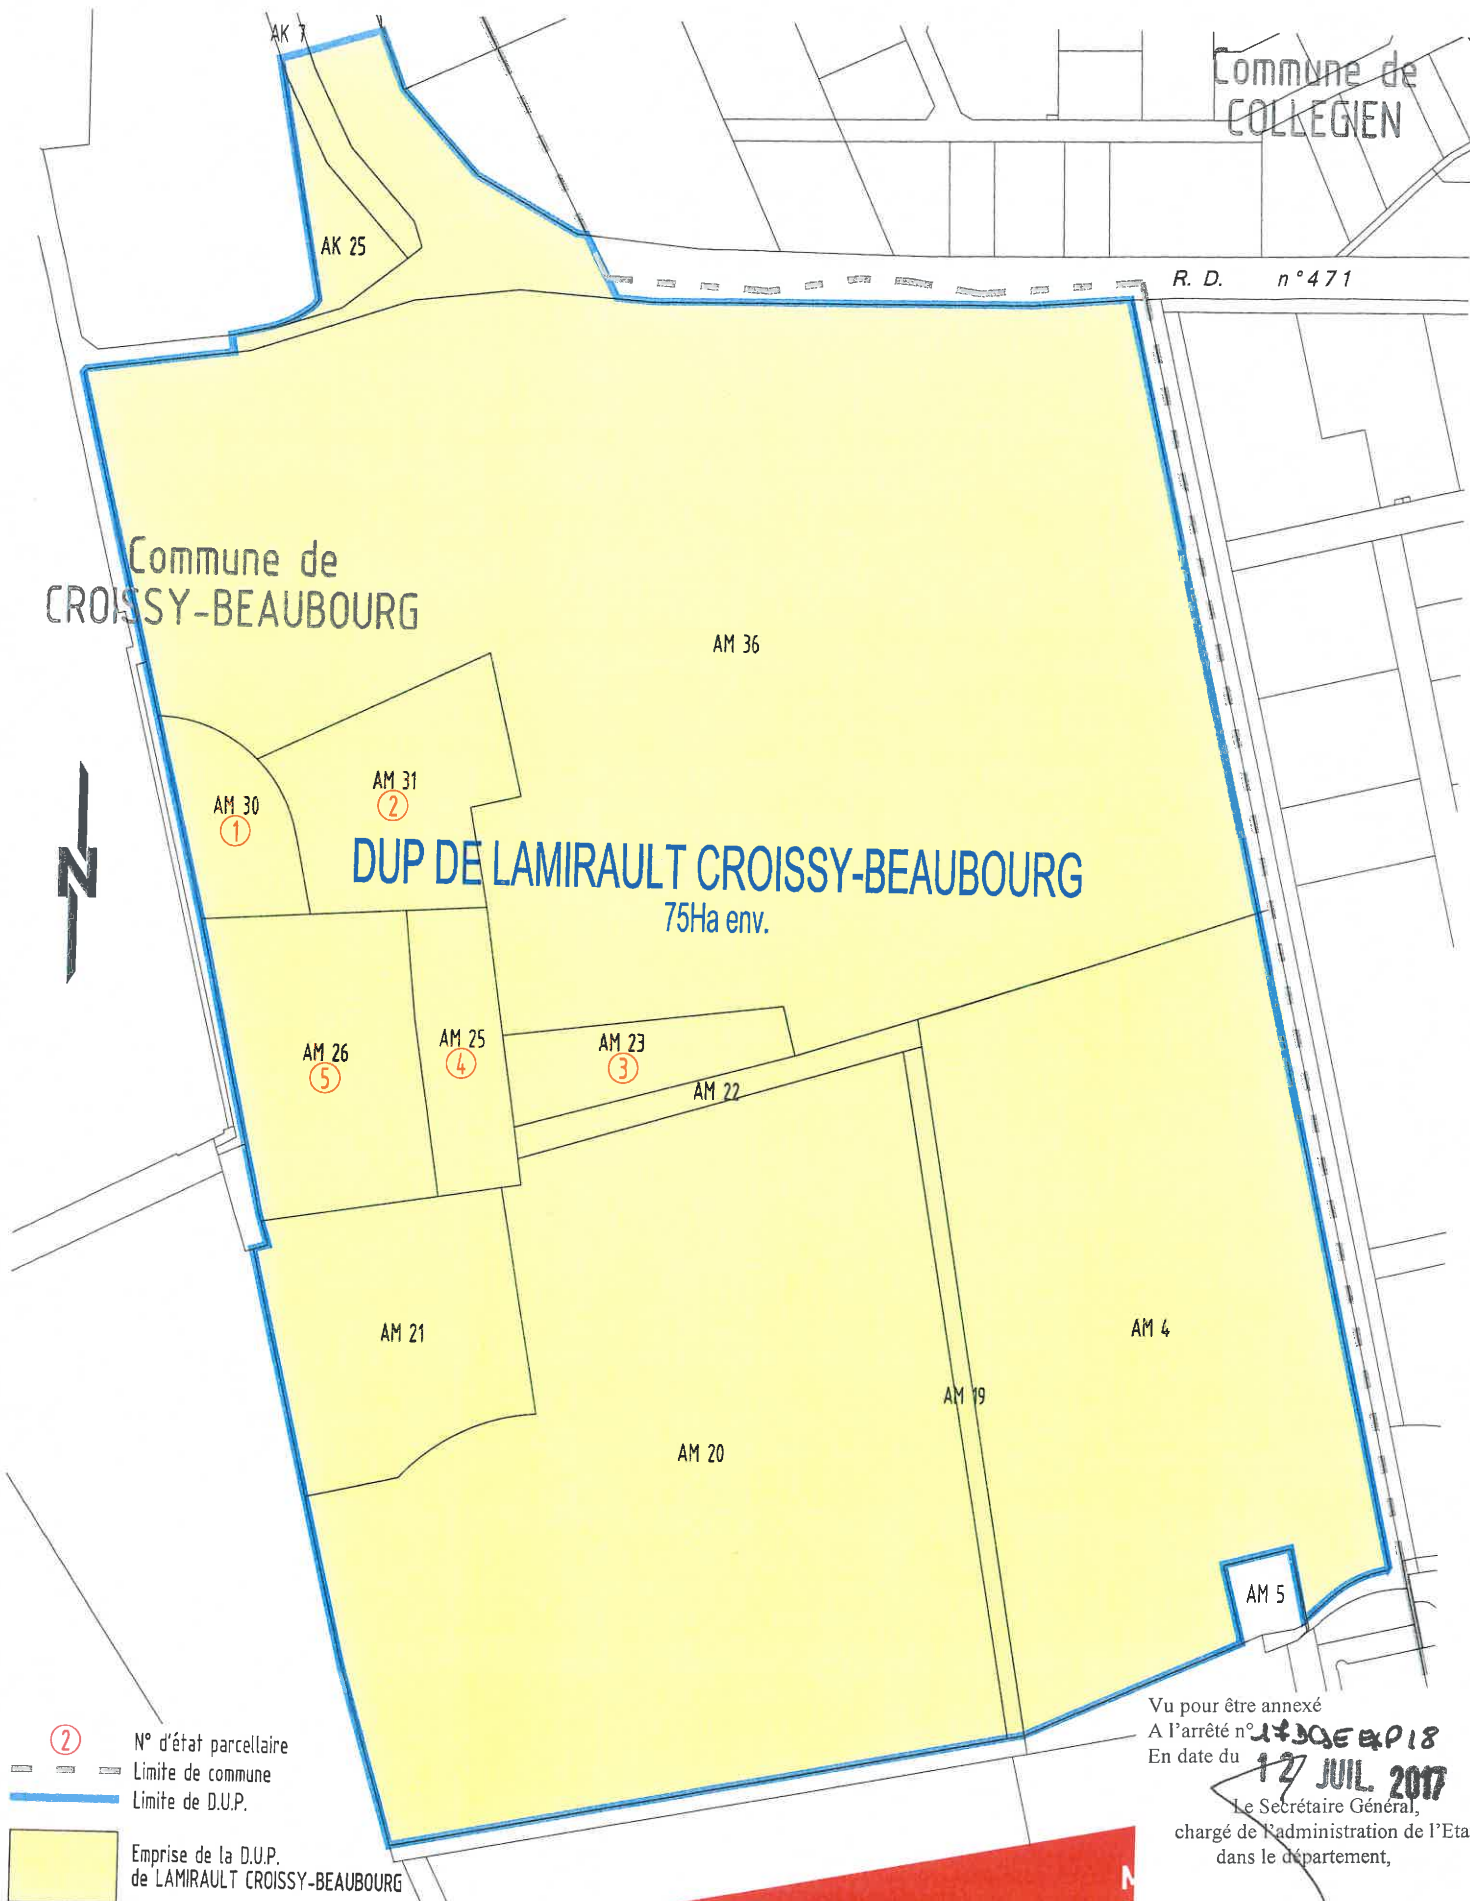 AK 7
Commune de
COLLEGIEN
AK 25
R. D. n°471
Commune de
CROISSY-BEAUBOURG
AM 36
AM 31
2
AM 30
1
DUP DE LAMIRAULT CROISSY-BEAUBOURG
75Ha env.
N
AM 26
5
AM 25
4
AM 23
3
AM 22
AM 21
AM 4
AM 19
AM 20
AM 5
2 N° d'état parcellaire
Limite de commune
Limite de D.U.P.
Emprise de la D.U.P.
de LAMIRAULT CROISSY-BEAUBOURG
Vu pour être annexé
A l'arrêté n°
En date du 12 JUIL. 2017
Le Secrétaire Général,
chargé de l'administration de l'Eta
dans le département,